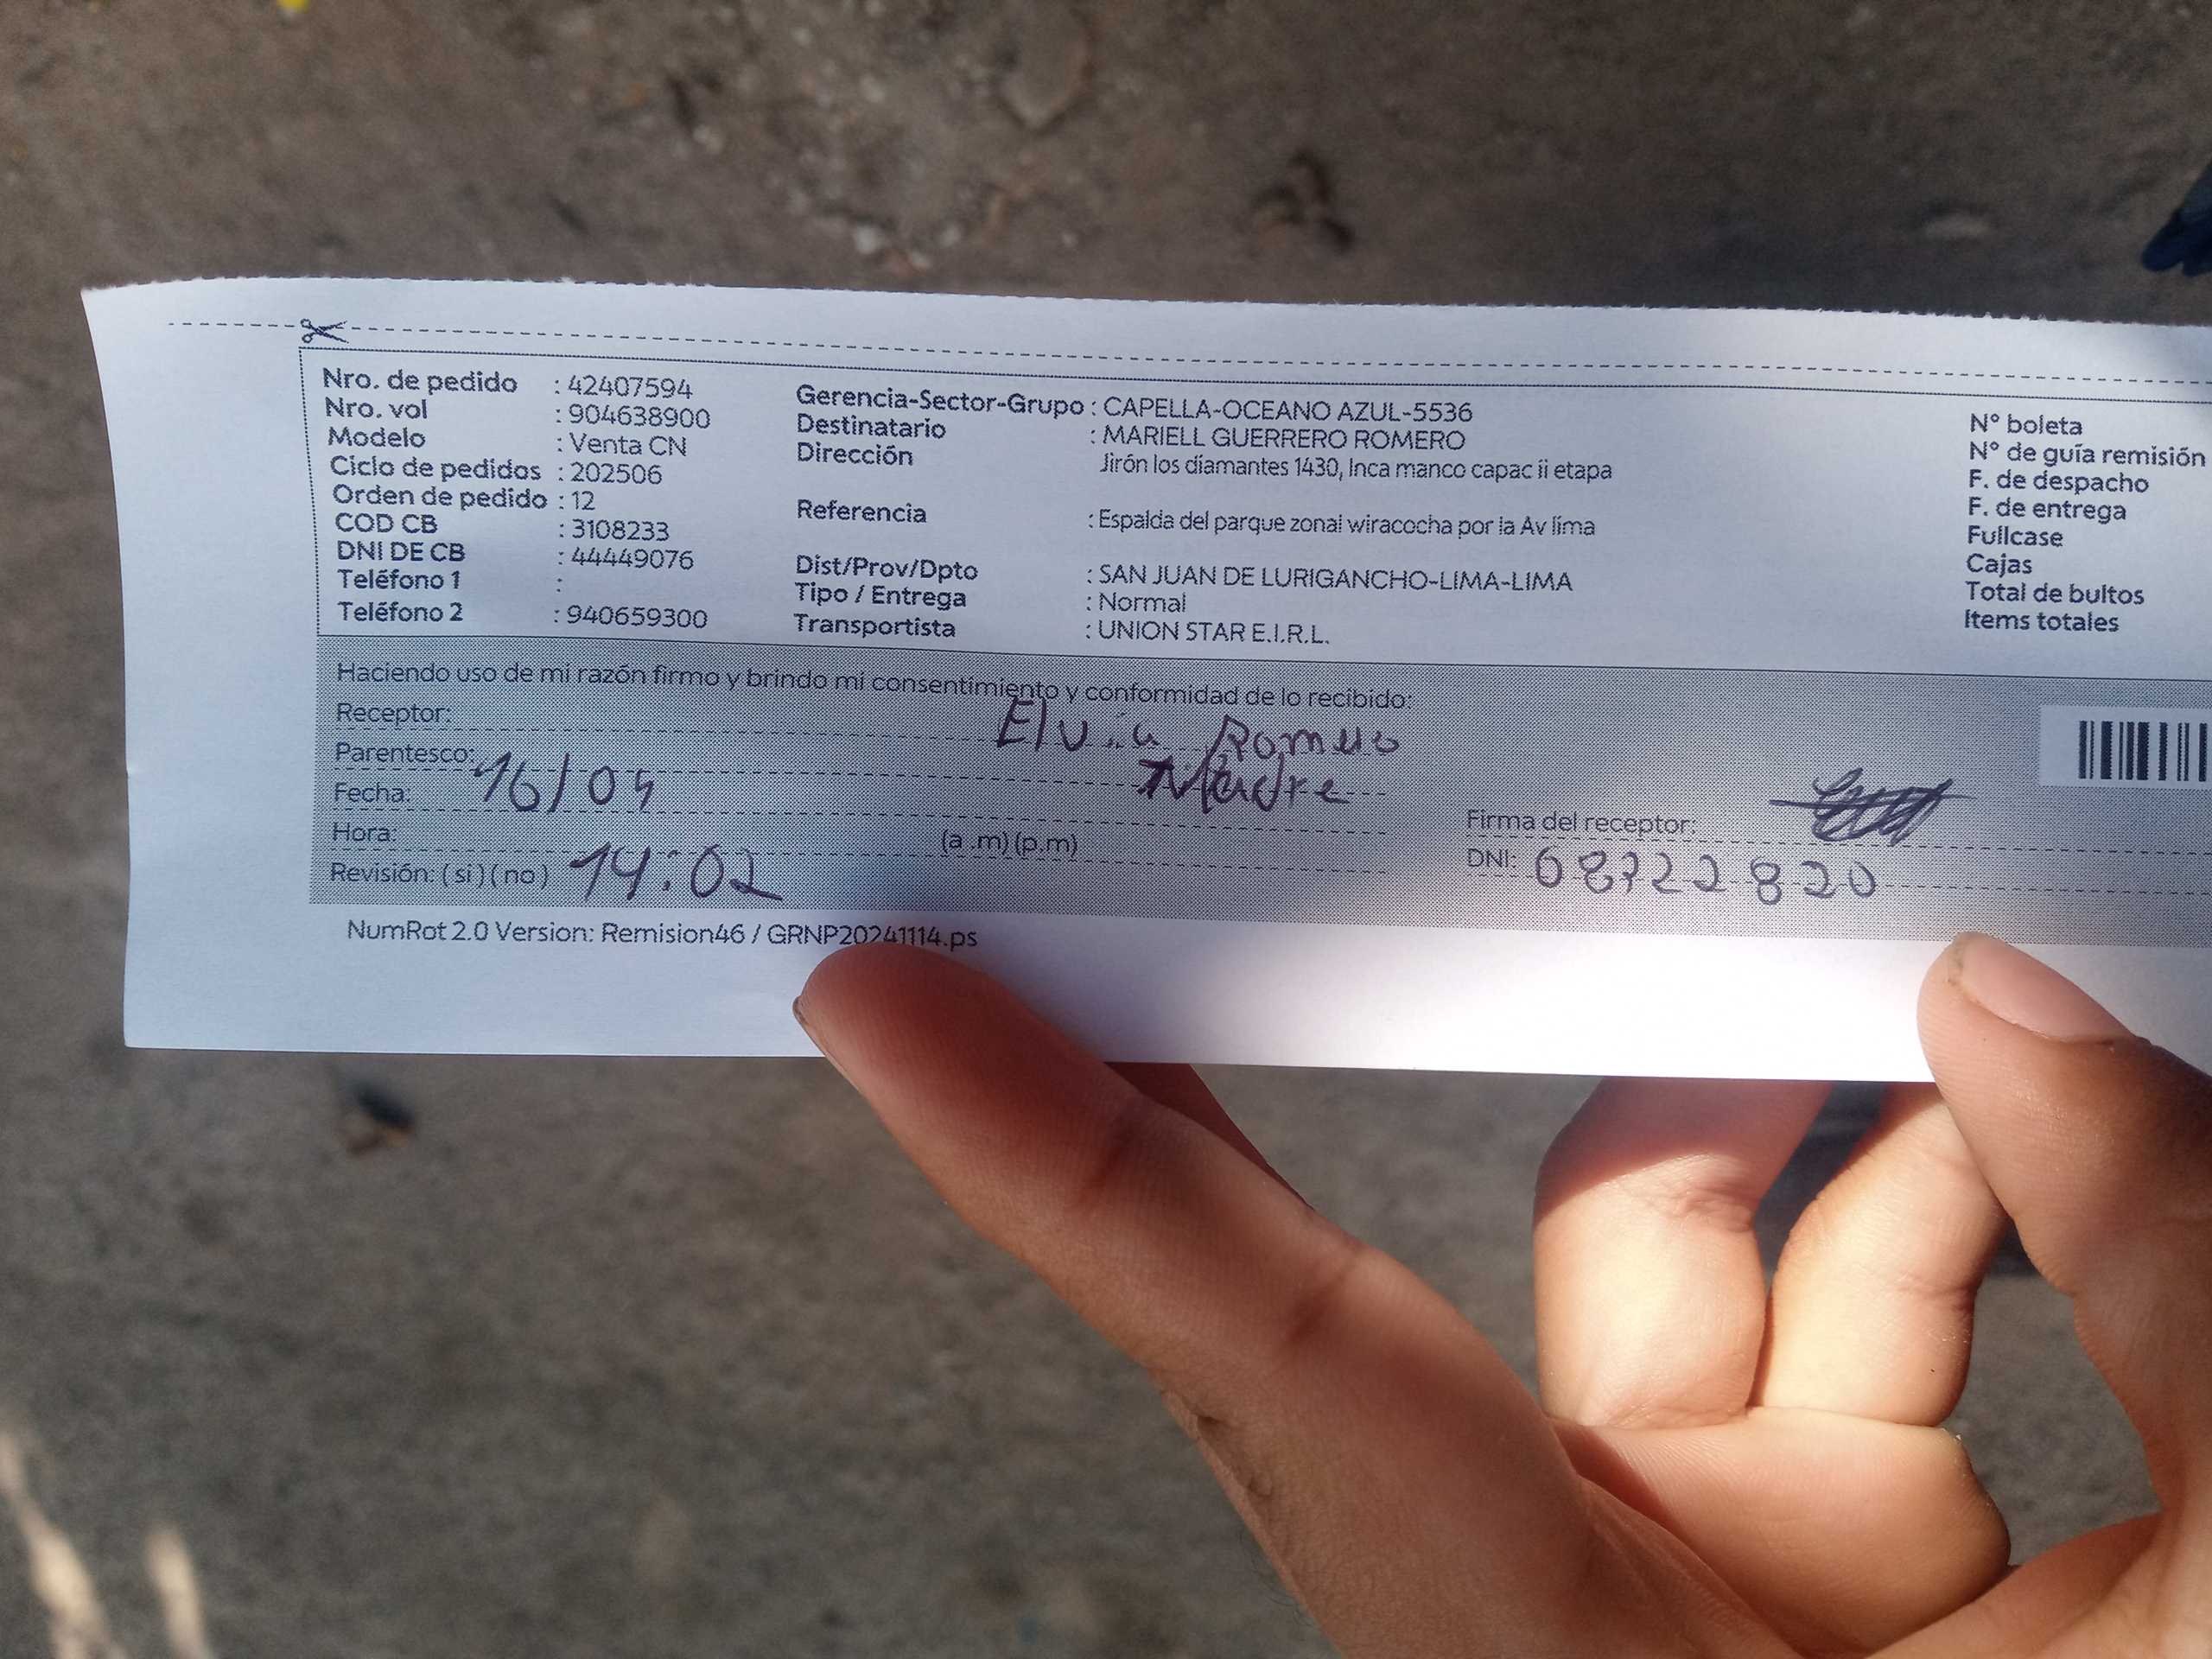 Nro. de pedido : 42407594
Nro. vol : 904638900
Modelo : Venta CN
Ciclo de pedidos : 202506
Orden de pedido : 12
COD CB : 3108233
DNI DE CB : 44449076
Teléfono 1 :
Teléfono 2 : 940659300
Gerencia-Sector-Grupo : CAPELLA-OCEANO AZUL-5536
Destinatario : MARIELL GUERRERO ROMERO
Dirección Jirón los diamantes 1430, Inca manco capac ii etapa
Referencia : Espalda del parque zonal wiracocha por la Av lima
Dist/Prov/Dpto : SAN JUAN DE LURIGANCHO-LIMA-LIMA
Tipo / Entrega : Normal
Transportista : UNION STAR E.I.R.L.
N° boleta
N° de guía remisión
F. de despacho
F. de entrega
Fullcase
Cajas
Total de bultos
Items totales
Haciendo uso de mi razón firmo y brindo mi consentimiento y conformidad de lo recibido:
Receptor: Elvia Romero
Parentesco: Madre
Fecha: 16/04
Hora: 14:02 (a .m) (p.m)
Revisión: ( si ) ( no )
Firma del receptor:
DNI: 08722820
NumRot 2.0 Version: Remision46 / GRNP20241114.ps